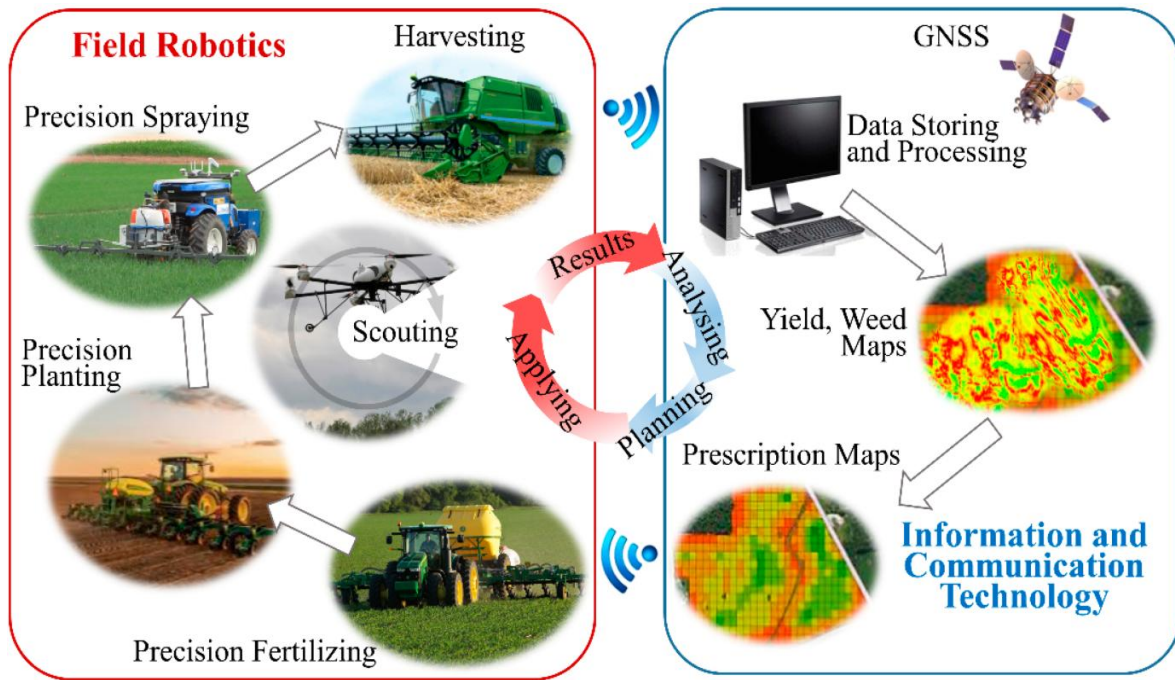 Field Robotics
Harvesting
Precision Spraying
Scouting
Precision
Planting
Precision Fertilizing
Results
Analysing
Planning
Applying
GNSS
Data Storing
and Processing
Yield, Weed
Maps
Prescription Maps
Information and
Communication
Technology